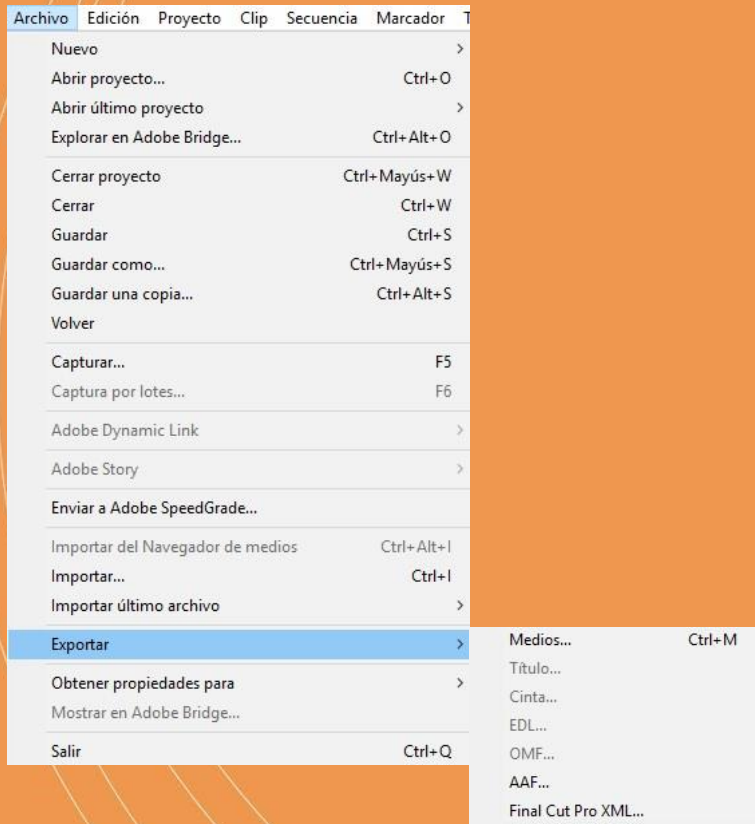 Archivo Edición Proyecto Clip Secuencia Marcador
Nuevo
Abrir proyecto... Ctrl+O
Abrir último proyecto
Explorar en Adobe Bridge... Ctrl+Alt+O
Cerrar proyecto Ctrl+Mayús+W
Cerrar Ctrl+W
Guardar Ctrl+S
Guardar como... Ctrl+Mayús+S
Guardar una copia... Ctrl+Alt+S
Volver
Capturar... F5
Captura por lotes... F6
Adobe Dynamic Link
Adobe Story
Enviar a Adobe SpeedGrade...
Importar del Navegador de medios Ctrl+Alt+I
Importar... Ctrl+I
Importar último archivo
Exportar
Obtener propiedades para
Mostrar en Adobe Bridge...
Salir Ctrl+Q
Medios... Ctrl+M
Título...
Cinta...
EDL...
OMF...
AAF...
Final Cut Pro XML...